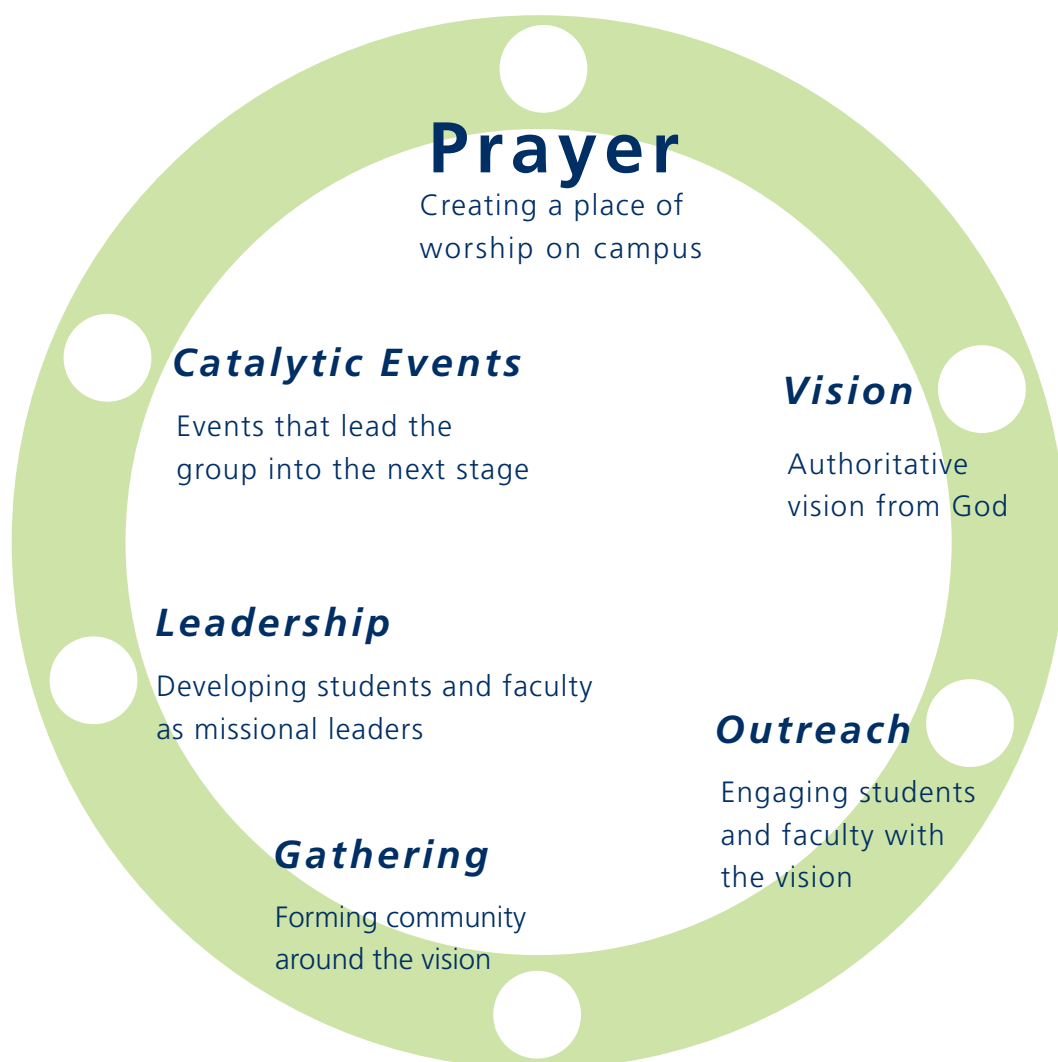 Prayer
Creating a place of
worship on campus
Catalytic Events
Events that lead the
group into the next stage
Vision
Authoritative
vision from God
Leadership
Developing students and faculty
as missional leaders
Outreach
Engaging students
and faculty with
the vision
Gathering
Forming community
around the vision